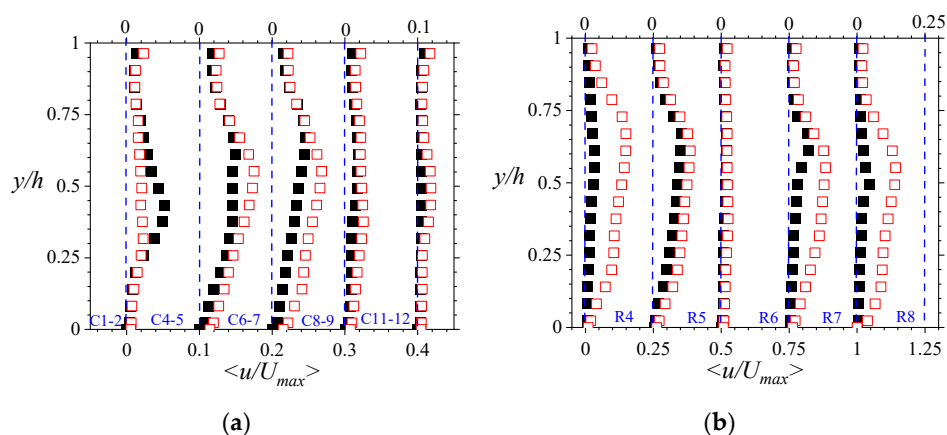 0 0 0 0 0.1
1
0.75
0.5
0.25
0
y/h
C1-2 C4-5 C6-7 C8-9 C11-12
0 0.1 0.2 0.3 0.4
<u/Umax>
(a)
0 0 0 0 0 0.25
1
0.75
0.5
0.25
0
y/h
R4 R5 R6 R7 R8
0 0.25 0.5 0.75 1 1.25
<u/Umax>
(b)